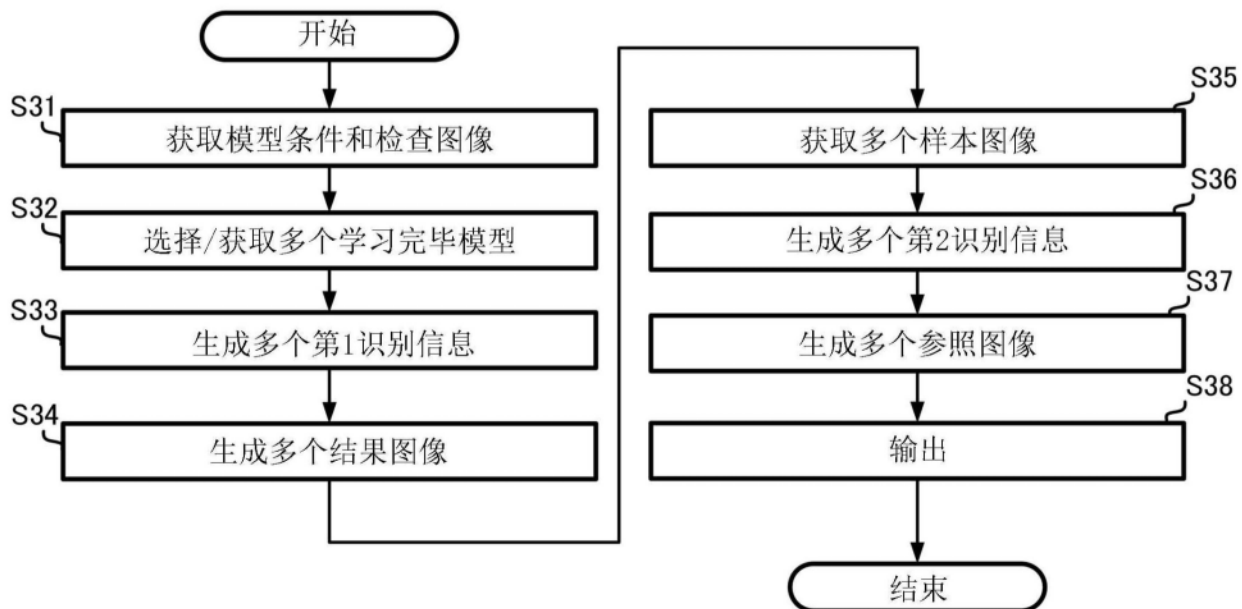 开始
S31
获取模型条件和检查图像
S32
选择/获取多个学习完毕模型
S33
生成多个第1识别信息
S34
生成多个结果图像
S35
获取多个样本图像
S36
生成多个第2识别信息
S37
生成多个参照图像
S38
输出
结束